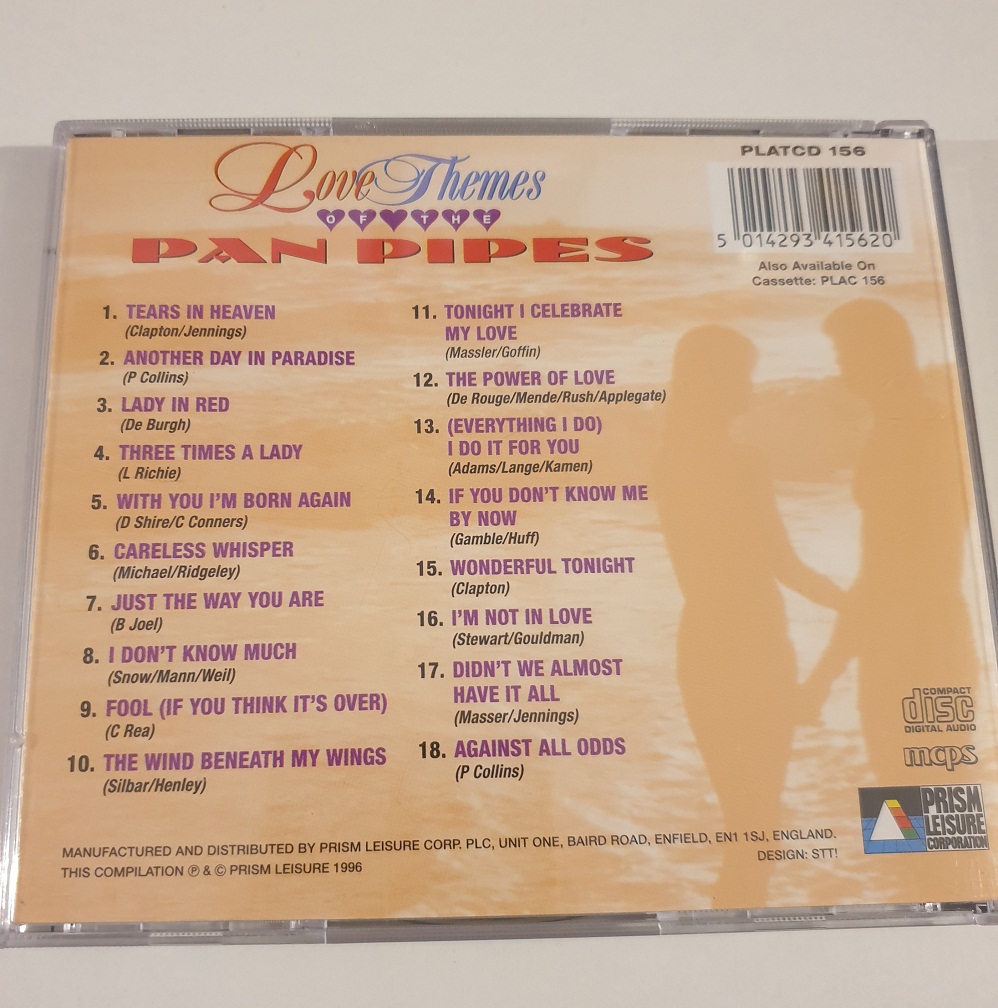 Love Themes
OF THE
PAN PIPES
PLATCD 156
5 014293 415620
Also Available On
Cassette: PLAC 156
1. TEARS IN HEAVEN
(Clapton/Jennings)
2. ANOTHER DAY IN PARADISE
(P Collins)
3. LADY IN RED
(De Burgh)
4. THREE TIMES A LADY
(L Richie)
5. WITH YOU I'M BORN AGAIN
(D Shire/C Conners)
6. CARELESS WHISPER
(Michael/Ridgeley)
7. JUST THE WAY YOU ARE
(B Joel)
8. I DON'T KNOW MUCH
(Snow/Mann/Weil)
9. FOOL (IF YOU THINK IT'S OVER)
(C Rea)
10. THE WIND BENEATH MY WINGS
(Silbar/Henley)
11. TONIGHT I CELEBRATE
MY LOVE
(Massler/Goffin)
12. THE POWER OF LOVE
(De Rouge/Mende/Rush/Applegate)
13. (EVERYTHING I DO)
I DO IT FOR YOU
(Adams/Lange/Kamen)
14. IF YOU DON'T KNOW ME
BY NOW
(Gamble/Huff)
15. WONDERFUL TONIGHT
(Clapton)
16. I'M NOT IN LOVE
(Stewart/Gouldman)
17. DIDN'T WE ALMOST
HAVE IT ALL
(Masser/Jennings)
18. AGAINST ALL ODDS
(P Collins)
COMPACT
disc
DIGITAL AUDIO
mcps
PRISM
LEISURE
CORPORATION
MANUFACTURED AND DISTRIBUTED BY PRISM LEISURE CORP. PLC, UNIT ONE, BAIRD ROAD, ENFIELD, EN1 1SJ, ENGLAND.
THIS COMPILATION ℗ & © PRISM LEISURE 1996
DESIGN: STT!